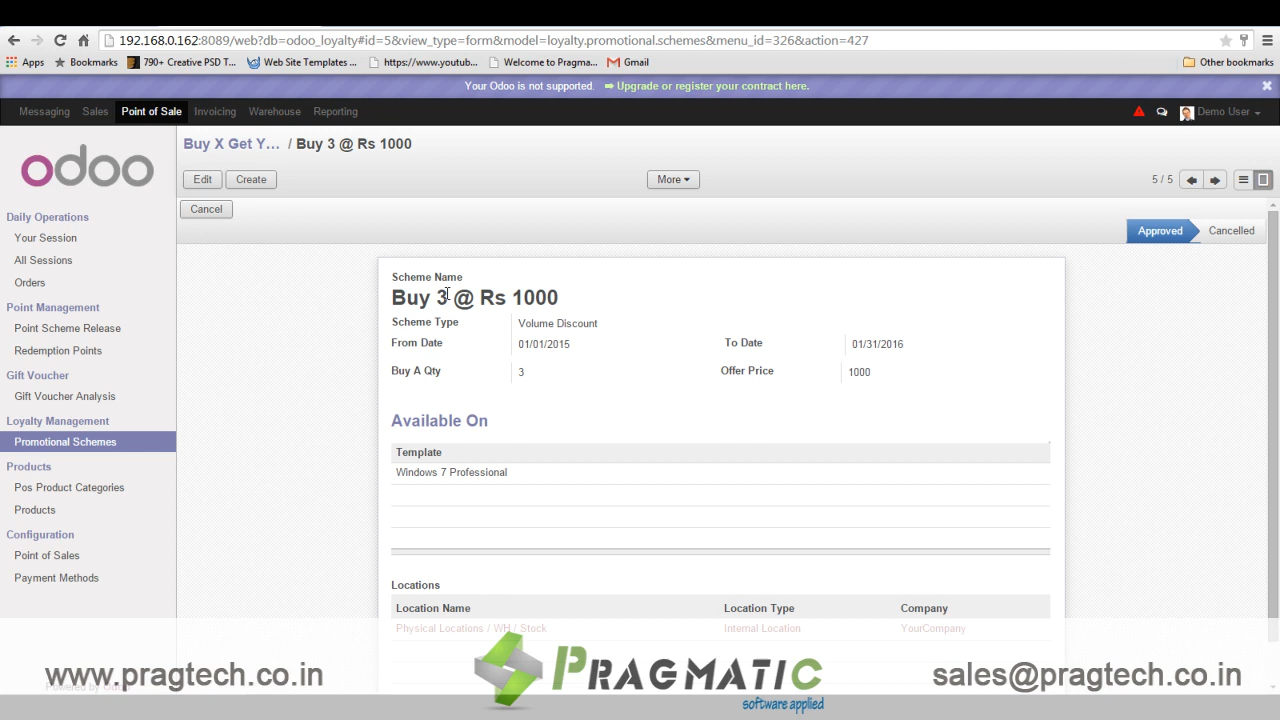 192.168.0.162:8089/web?db=odoo_loyalty#id=5&view_type=form&model=loyalty.promotional.schemes&menu_id=326&action=427
Apps Bookmarks 790+ Creative PSD T... Web Site Templates ... https://www.youtub... Welcome to Pragma... Gmail Other bookmarks
Your Odoo is not supported. Upgrade or register your contract here.
Messaging Sales Point of Sale Invoicing Warehouse Reporting Demo User
odoo
Buy X Get Y... / Buy 3 @ Rs 1000
Edit Create More 5 / 5
Cancel
Approved Cancelled
Daily Operations
Your Session
All Sessions
Orders
Point Management
Point Scheme Release
Redemption Points
Gift Voucher
Gift Voucher Analysis
Loyalty Management
Promotional Schemes
Products
Pos Product Categories
Products
Configuration
Point of Sales
Payment Methods
Scheme Name
Buy 3 @ Rs 1000
Scheme Type Volume Discount
From Date 01/01/2015 To Date 01/31/2016
Buy A Qty 3 Offer Price 1000
Available On
Template
Windows 7 Professional
Locations
Location Name Location Type Company
Physical Locations / WH / Stock Internal Location YourCompany
www.pragtech.co.in PRAGMATIC sales@pragtech.co.in
Powered by Odoo
software applied